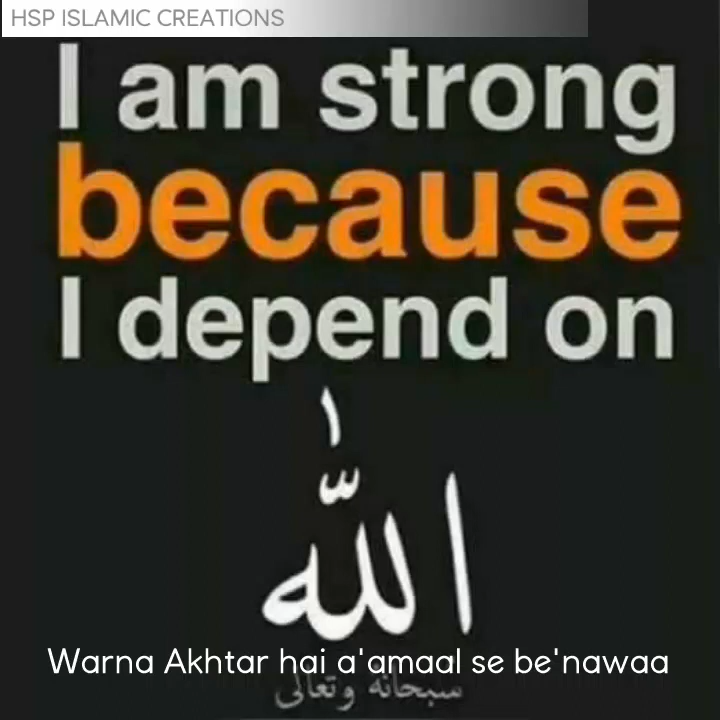 HSP ISLAMIC CREATIONS
I am strong
because
I depend on
الله
Warna Akhtar hai a'amaal se be'nawaa
سبحانه وتعالى